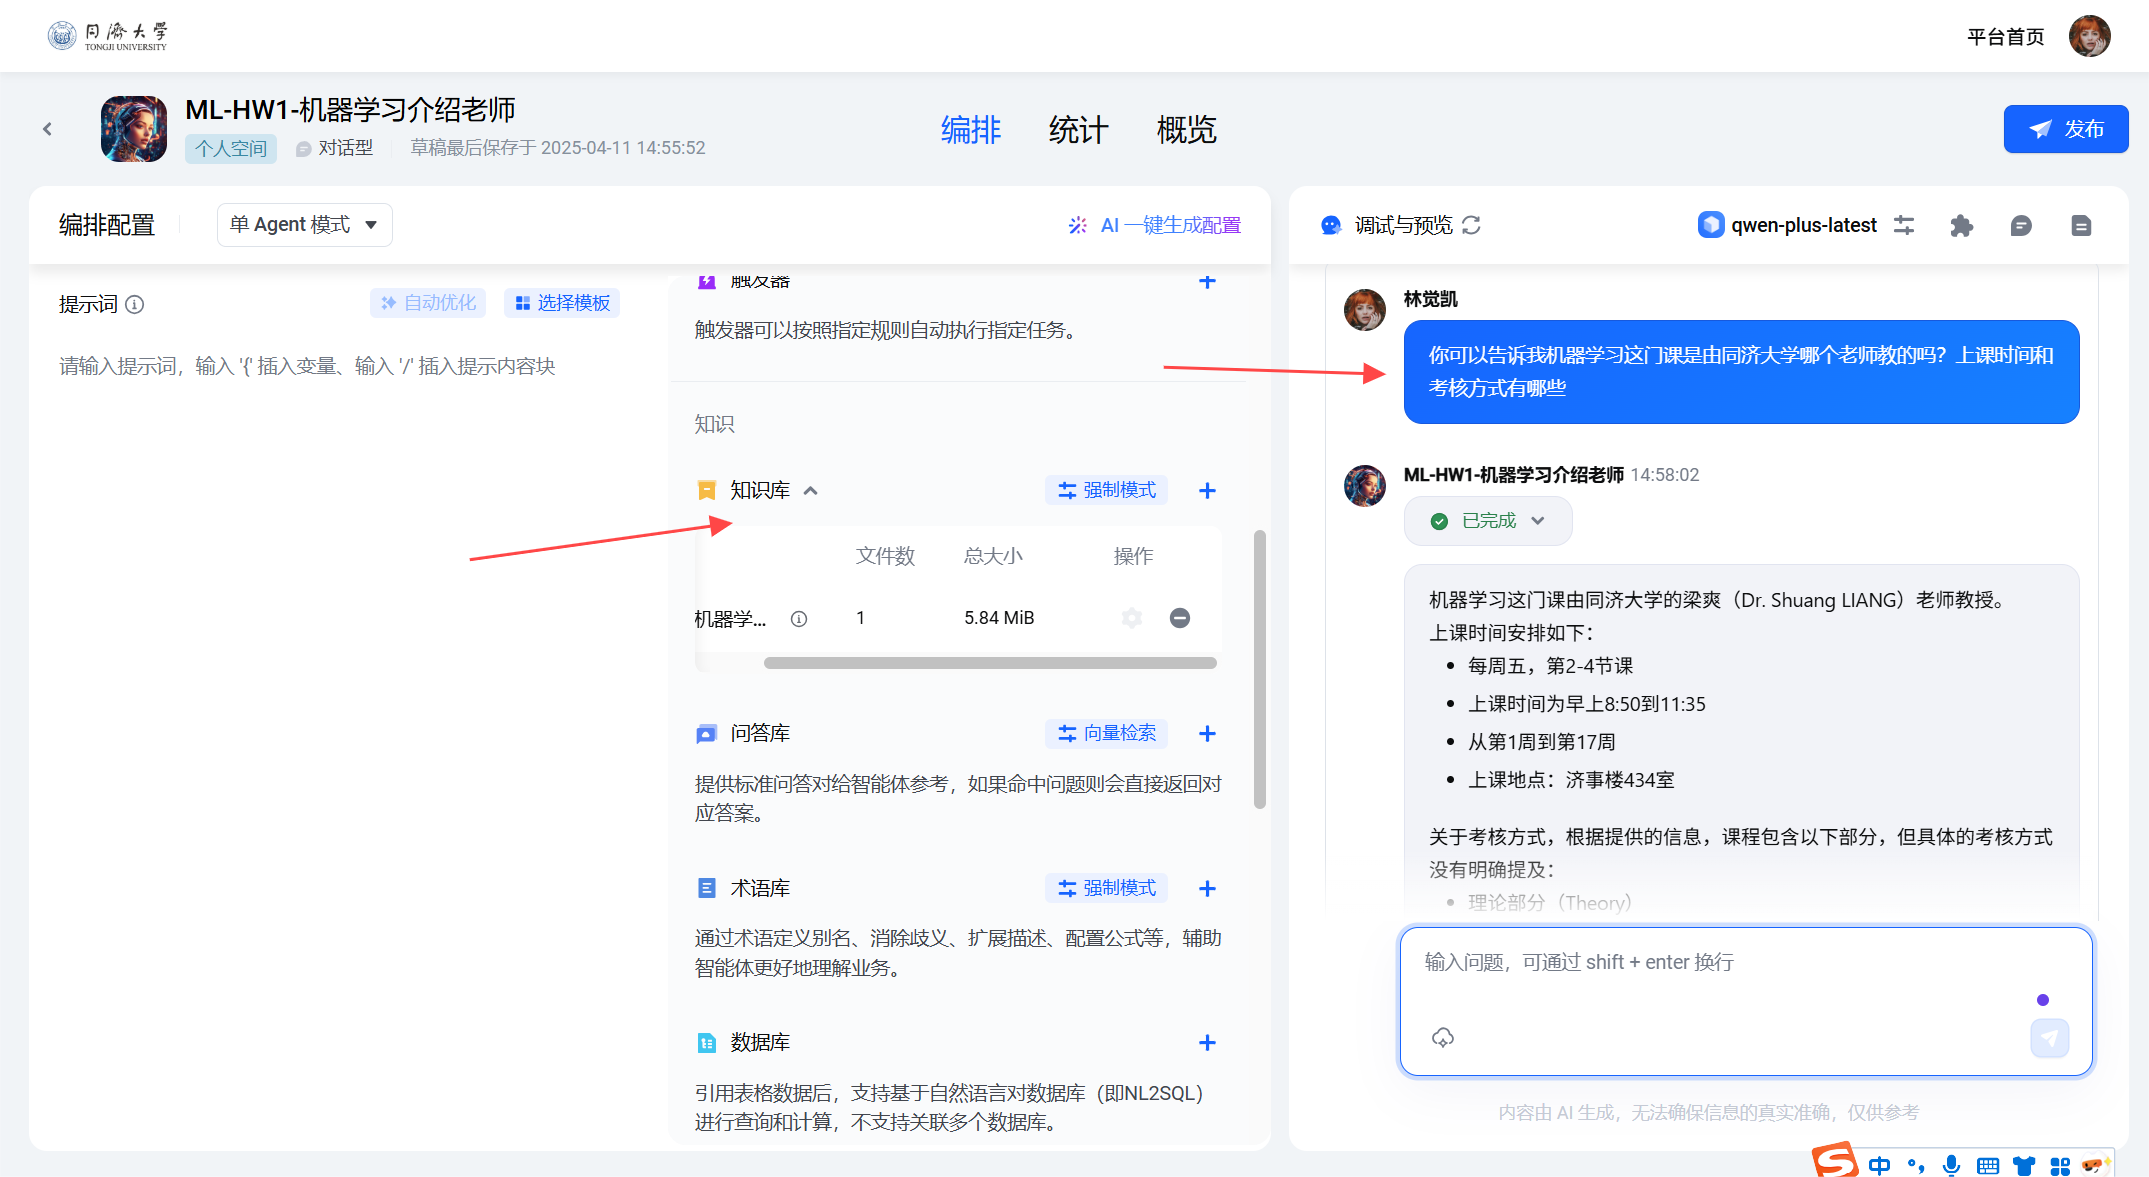 同濟大学
TONGJI UNIVERSITY
平台首页
ML-HW1-机器学习介绍老师
个人空间 对话型 草稿最后保存于 2025-04-11 14:55:52
编排 统计 概览
发布
编排配置 单 Agent 模式
AI 一键生成配置
提示词 自动优化 选择模板
请输入提示词，输入 '{' 插入变量、输入 '/' 插入提示内容块
触发器
触发器可以按照指定规则自动执行指定任务。
知识
知识库 强制模式
文件数 总大小 操作
机器学... 1 5.84 MiB
问答库 向量检索
提供标准问答对给智能体参考，如果命中问题则会直接返回对
应答案。
术语库 强制模式
通过术语定义别名、消除歧义、扩展描述、配置公式等，辅助
智能体更好地理解业务。
数据库
引用表格数据后，支持基于自然语言对数据库（即NL2SQL）
进行查询和计算，不支持关联多个数据库。
调试与预览 qwen-plus-latest
林觉凯
你可以告诉我机器学习这门课是由同济大学哪个老师教的吗？上课时间和
考核方式有哪些
ML-HW1-机器学习介绍老师 14:58:02
已完成
机器学习这门课由同济大学的梁爽（Dr. Shuang LIANG）老师教授。
上课时间安排如下：
• 每周五，第2-4节课
• 上课时间为早上8:50到11:35
• 从第1周到第17周
• 上课地点：济事楼434室
关于考核方式，根据提供的信息，课程包含以下部分，但具体的考核方式
没有明确提及：
• 理论部分（Theory）
输入问题，可通过 shift + enter 换行
内容由 AI 生成，无法确保信息的真实准确，仅供参考
S 中